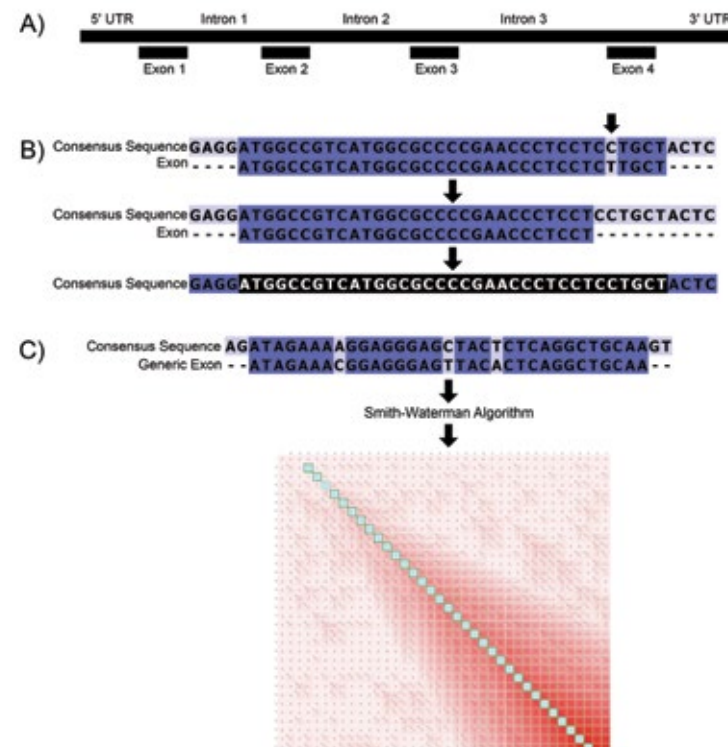 A)
5' UTR Intron 1 Intron 2 Intron 3 3' UTR
Exon 1 Exon 2 Exon 3 Exon 4
B)
Consensus Sequence GAGGATGGCCGTCATGGCGCCCCGAACCCTCCTCCTGCTACTC
Exon ----ATGGCCGTCATGGCGCCCCGAACCCTCCTCTTGCT----
Consensus Sequence GAGGATGGCCGTCATGGCGCCCCGAACCCTCCTCCTGCTACTC
Exon ----ATGGCCGTCATGGCGCCCCGAACCCTCCT----------
Consensus Sequence GAGGATGGCCGTCATGGCGCCCCGAACCCTCCTCCTGCTACTC
C)
Consensus Sequence AGATAGAAAAGGAGGGAGCTACTCTCAGGCTGCAAGT
Generic Exon --ATAGAAACGGAGGGAGTTACACTCAGGCTGCAA--
Smith-Waterman Algorithm